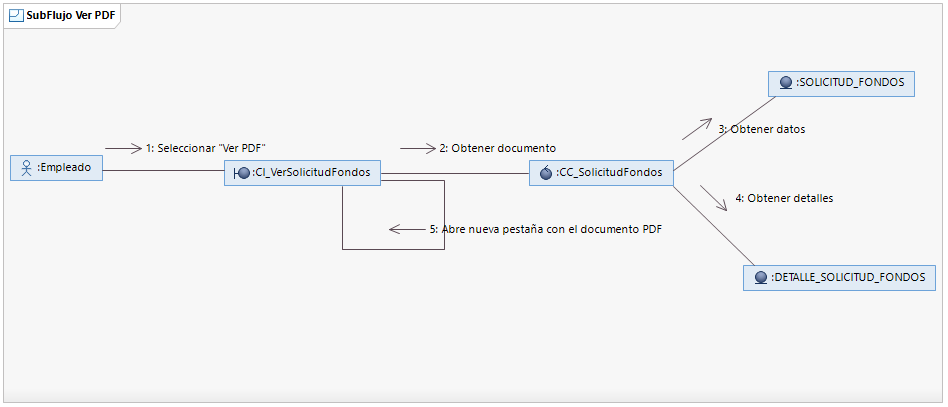 SubFlujo Ver PDF
:SOLICITUD_FONDOS
3: Obtener datos
1: Seleccionar "Ver PDF"
2: Obtener documento
:Empleado
:CI_VerSolicitudFondos
:CC_SolicitudFondos
4: Obtener detalles
5: Abre nueva pestaña con el documento PDF
:DETALLE_SOLICITUD_FONDOS